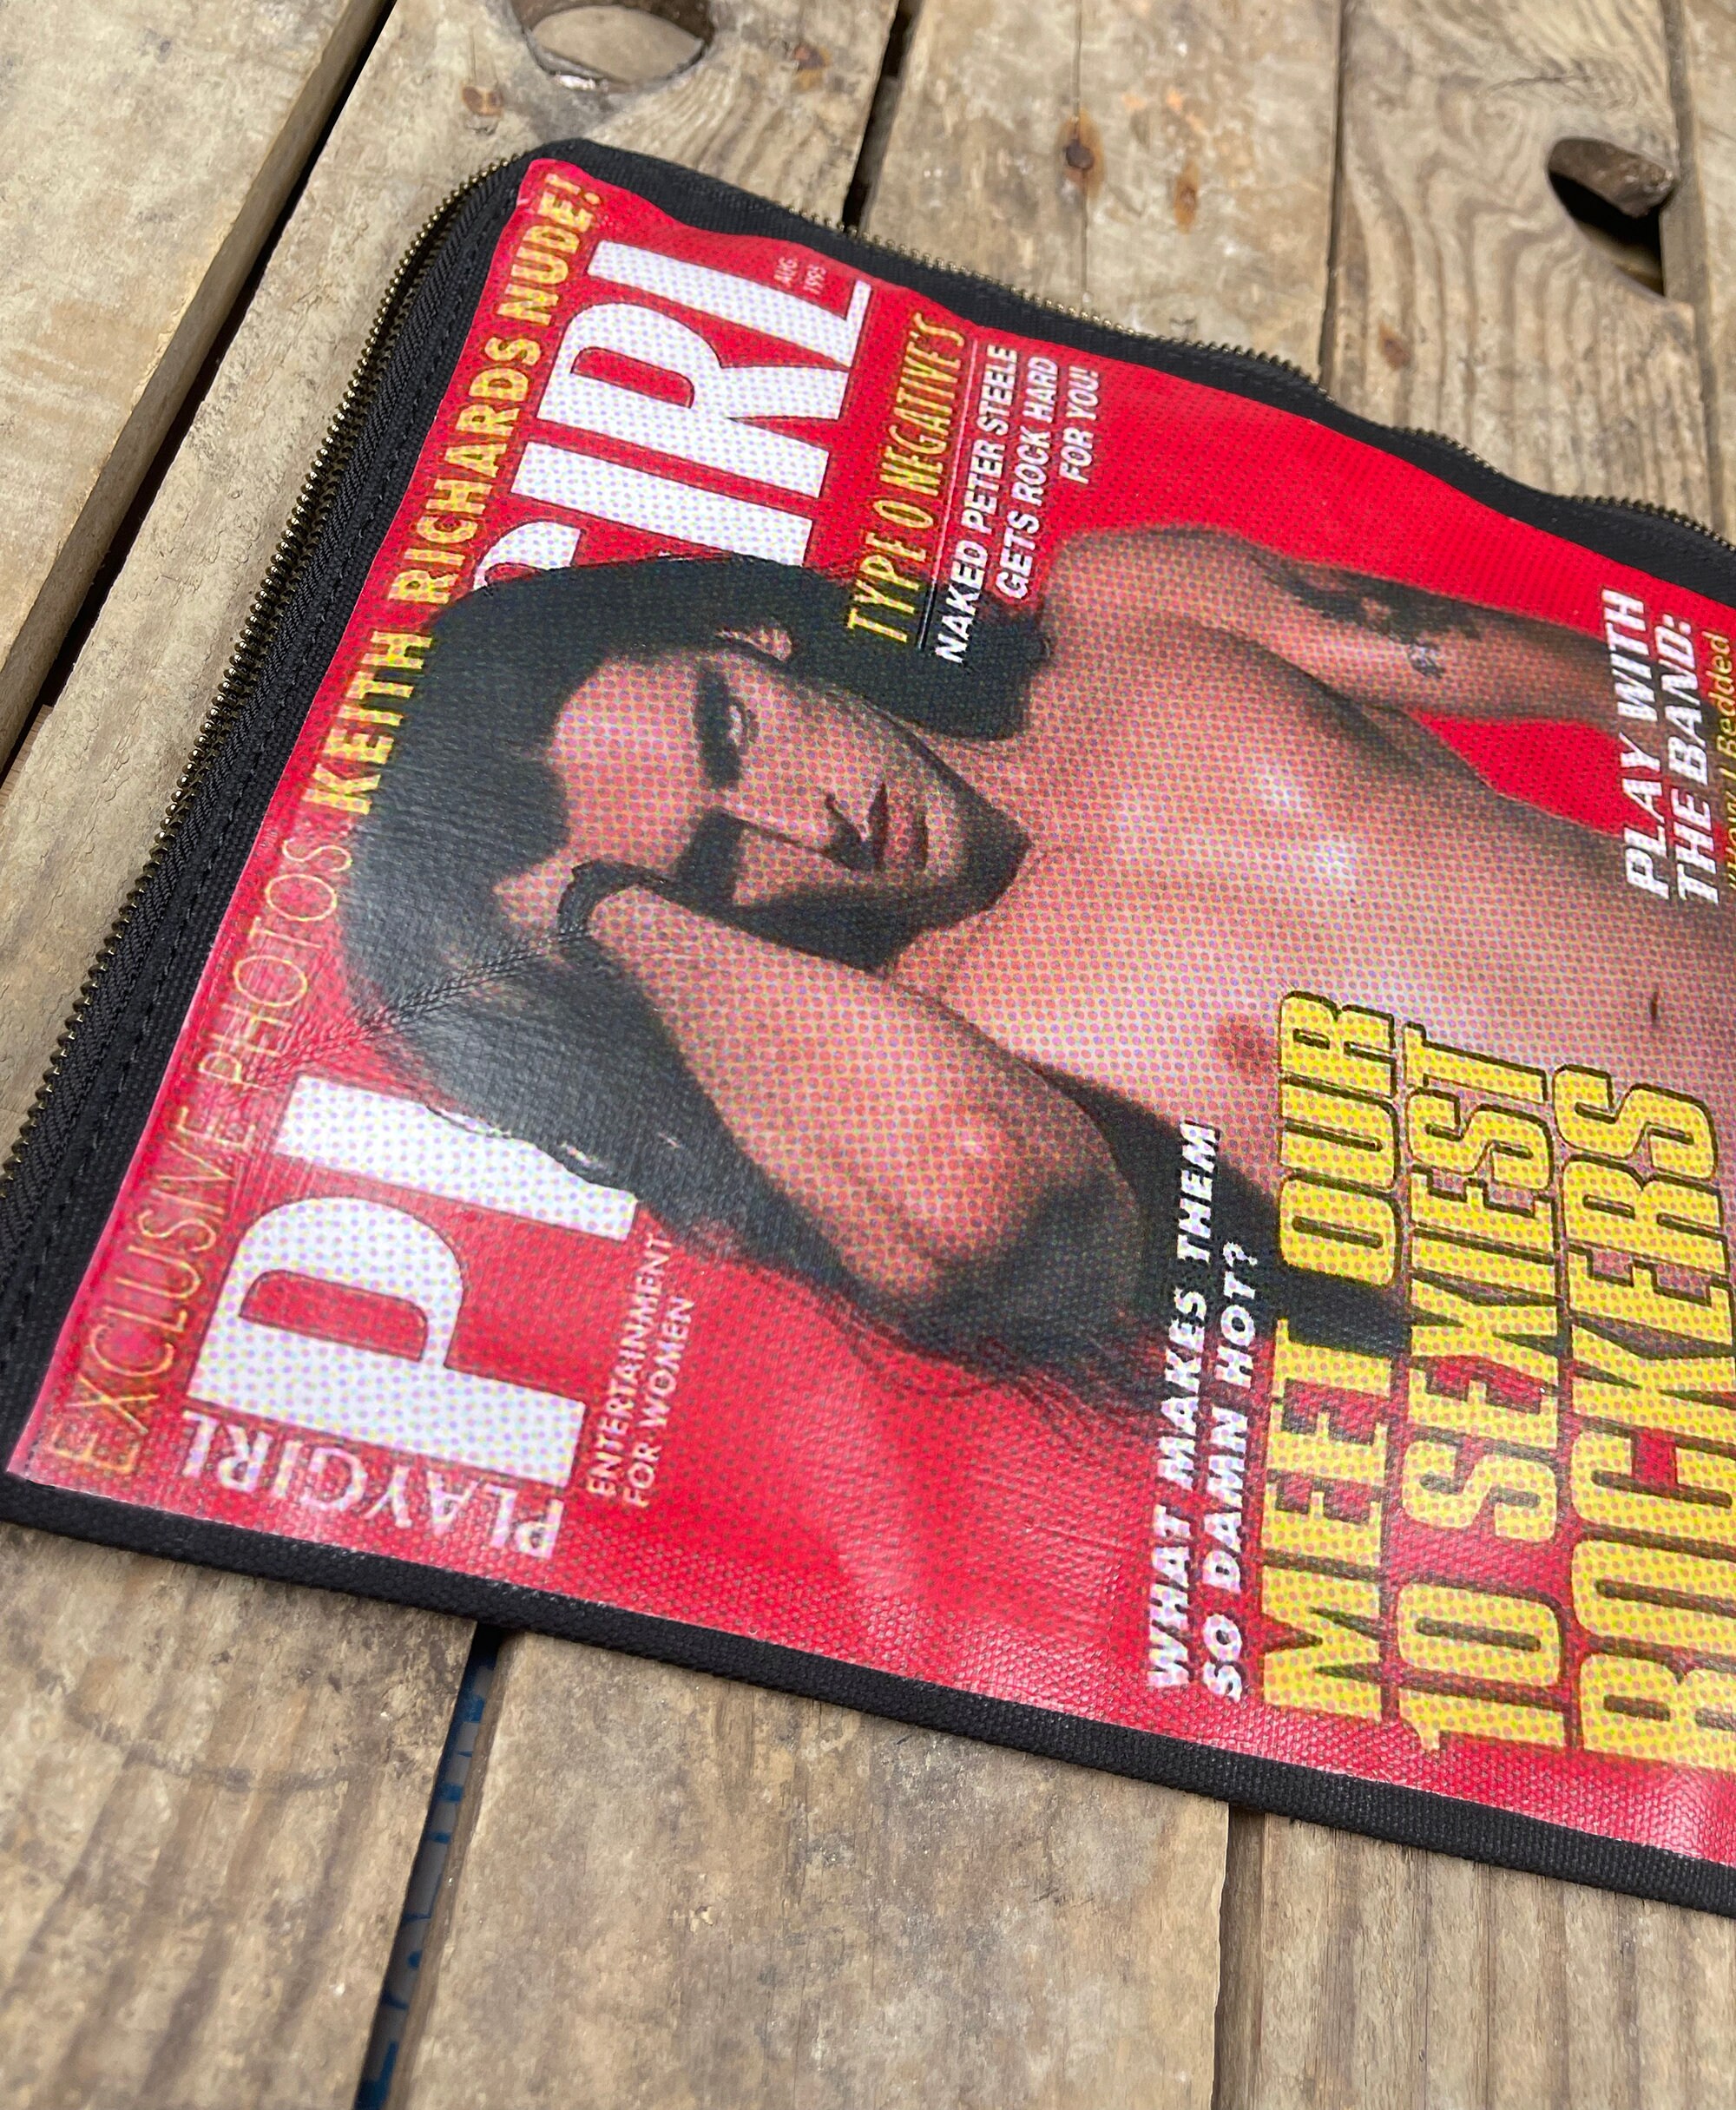 EXCLUSIVE PHOTOS KEITH RICHARDS NUDE!
PLAYGIRL
PL GIRL
AUG.
1995
ENTERTAINMENT
FOR WOMEN
TYPE O NEGATIVE'S
NAKED PETER STEELE
GETS ROCK HARD
FOR YOU!
WHAT MAKES THEM
SO DAMN HOT?
MEET OUR
10 SEXIEST
ROCKERS
PLAY WITH
THE BAND: